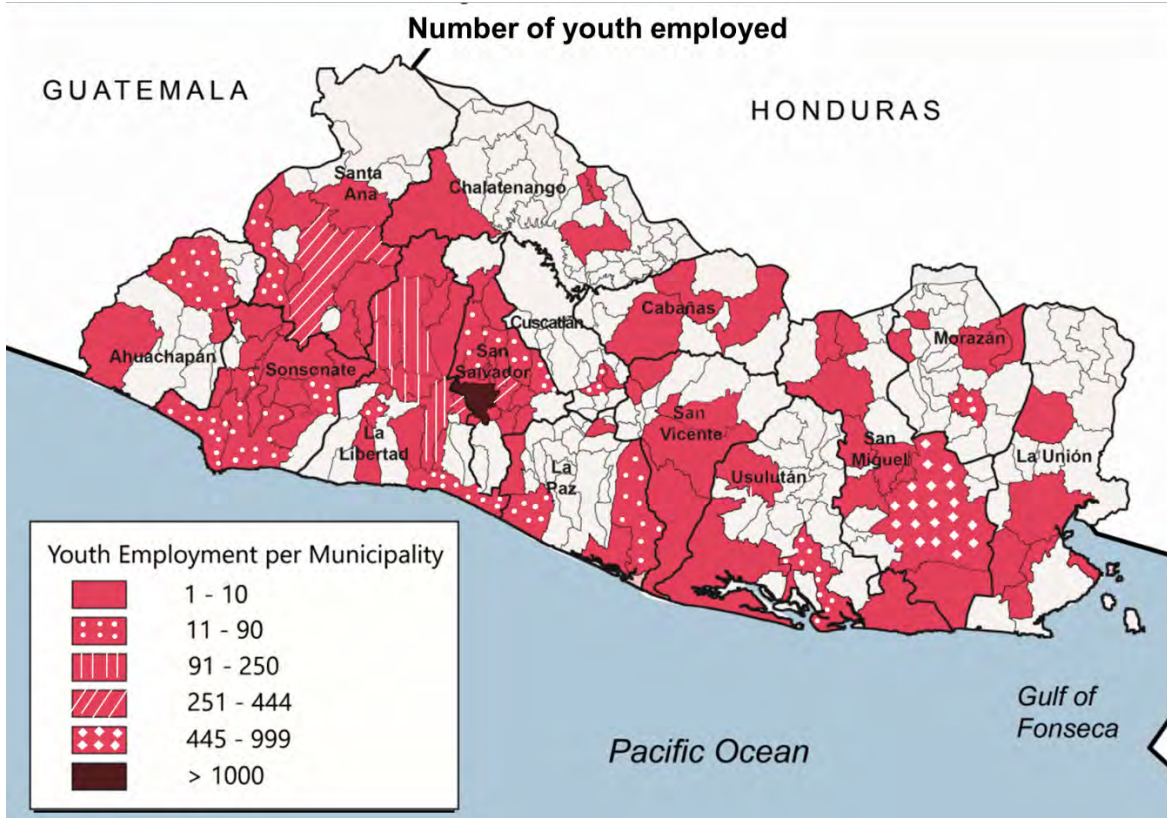 Number of youth employed
GUATEMALA
HONDURAS
Santa
Ana
Chalatenango
Cabañas
Cuscatlán
Morazán
Ahuachapán
Sonsonate
San
Salvador
La
Libertad
San
Vicente
La
Paz
Usulután
San
Miguel
La Unión
Youth Employment per Municipality
1 - 10
11 - 90
91 - 250
251 - 444
445 - 999
> 1000
Gulf of
Fonseca
Pacific Ocean